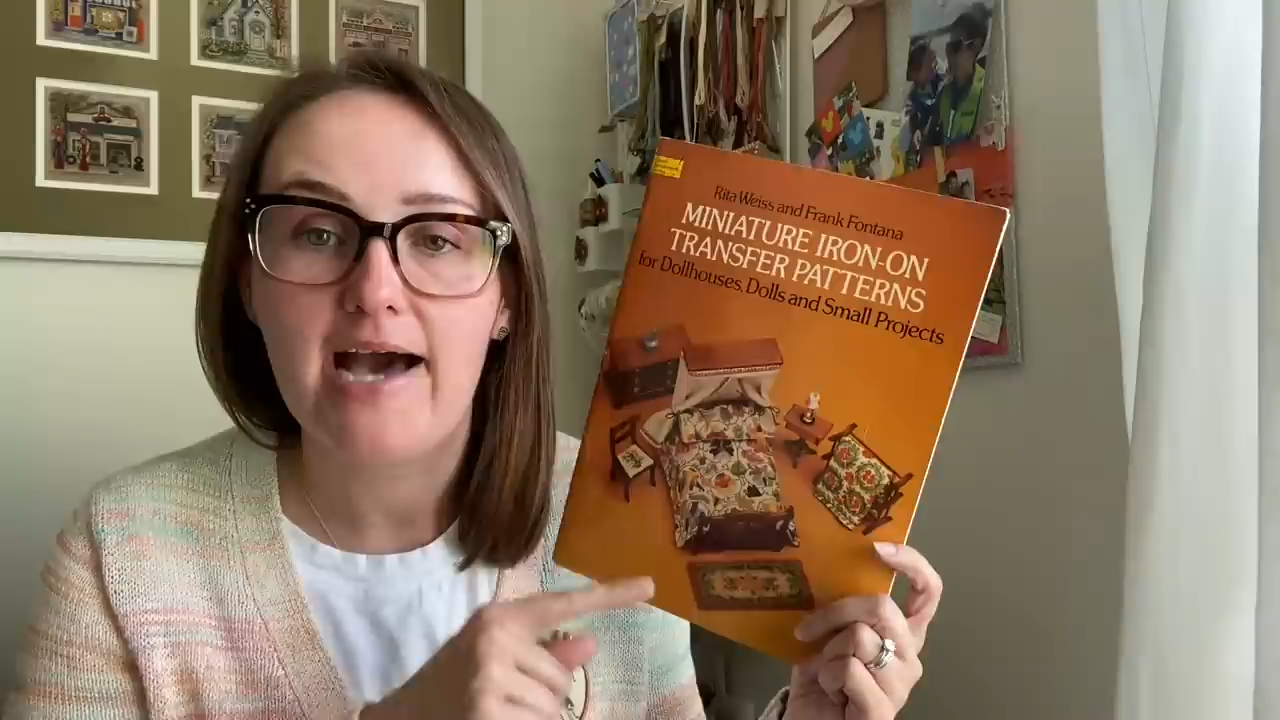 Rita Weiss and Frank Fontana
MINIATURE IRON-ON
TRANSFER PATTERNS
for Dollhouses, Dolls and Small Projects